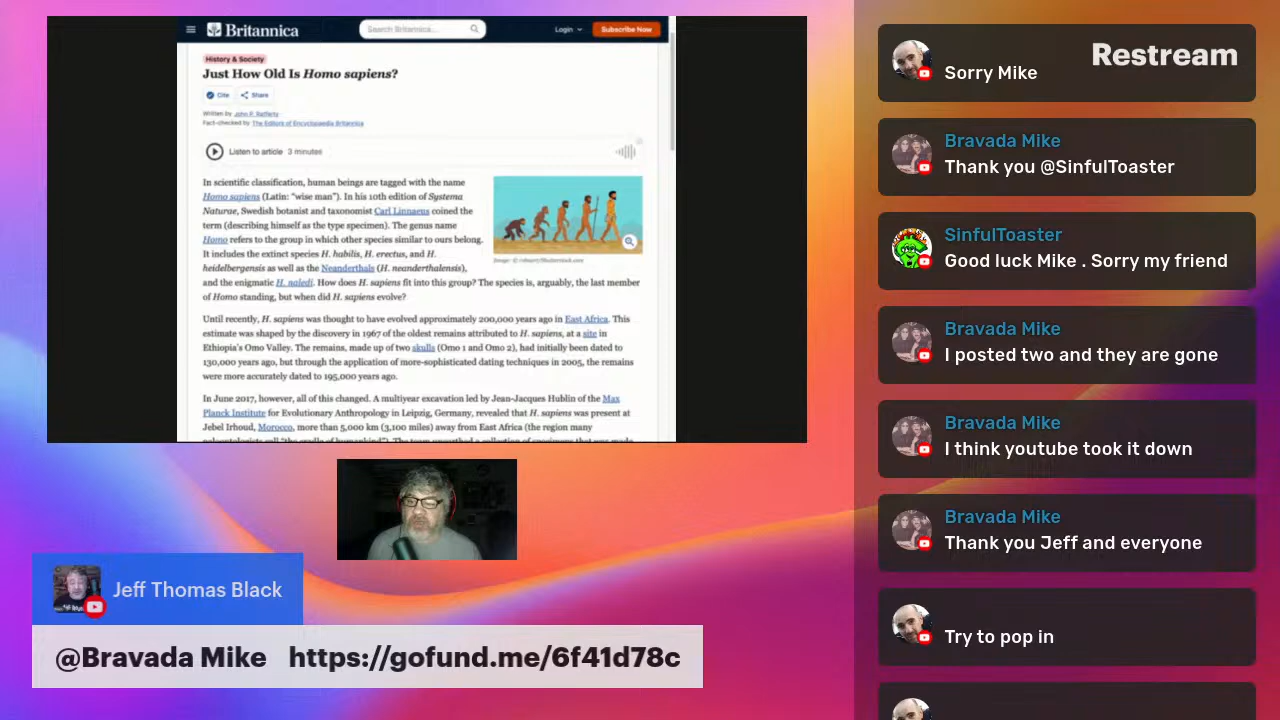 Britannica
Search Britannica...
Login
Subscribe Now
History & Society
Just How Old Is Homo sapiens?
Cite
Share
Written by John P. Rafferty
Fact-checked by The Editors of Encyclopaedia Britannica
Listen to article 3 minutes
In scientific classification, human beings are tagged with the name
Homo sapiens (Latin: “wise man”). In his 10th edition of Systema
Naturae, Swedish botanist and taxonomist Carl Linnaeus coined the
term (describing himself as the type specimen). The genus name
Homo refers to the group in which other species similar to ours belong.
It includes the extinct species H. habilis, H. erectus, and H.
heidelbergensis as well as the Neanderthals (H. neanderthalensis),
and the enigmatic H. naledi. How does H. sapiens fit into this group? The species is, arguably, the last member
of Homo standing, but when did H. sapiens evolve?
Until recently, H. sapiens was thought to have evolved approximately 200,000 years ago in East Africa. This
estimate was shaped by the discovery in 1967 of the oldest remains attributed to H. sapiens, at a site in
Ethiopia's Omo Valley. The remains, made up of two skulls (Omo 1 and Omo 2), had initially been dated to
130,000 years ago, but through the application of more-sophisticated dating techniques in 2005, the remains
were more accurately dated to 195,000 years ago.
In June 2017, however, all of this changed. A multiyear excavation led by Jean-Jacques Hublin of the Max
Planck Institute for Evolutionary Anthropology in Leipzig, Germany, revealed that H. sapiens was present at
Jebel Irhoud, Morocco, more than 5,000 km (3,100 miles) away from East Africa (the region many
Jeff Thomas Black
@Bravada Mike https://gofund.me/6f41d78c
Restream
Sorry Mike
Bravada Mike
Thank you @SinfulToaster
SinfulToaster
Good luck Mike . Sorry my friend
Bravada Mike
I posted two and they are gone
Bravada Mike
I think youtube took it down
Bravada Mike
Thank you Jeff and everyone
Try to pop in